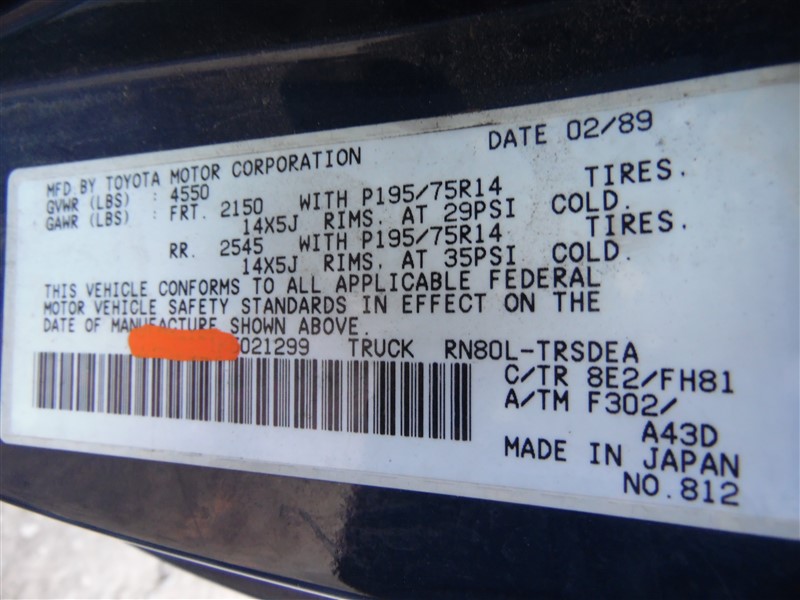 DATE 02/89
MFD BY TOYOTA MOTOR CORPORATION
GVWR (LBS) : 4550
GAWR (LBS) : FRT. 2150 WITH P195/75R14 TIRES.
14X5J RIMS. AT 29PSI COLD.
RR. 2545 WITH P195/75R14 TIRES.
14X5J RIMS. AT 35PSI COLD.
THIS VEHICLE CONFORMS TO ALL APPLICABLE FEDERAL
MOTOR VEHICLE SAFETY STANDARDS IN EFFECT ON THE
DATE OF MANUFACTURE SHOWN ABOVE.
021299 TRUCK RN80L-TRSDEA
C/TR 8E2/FH81
A/TM F302/
A43D
MADE IN JAPAN
NO.812